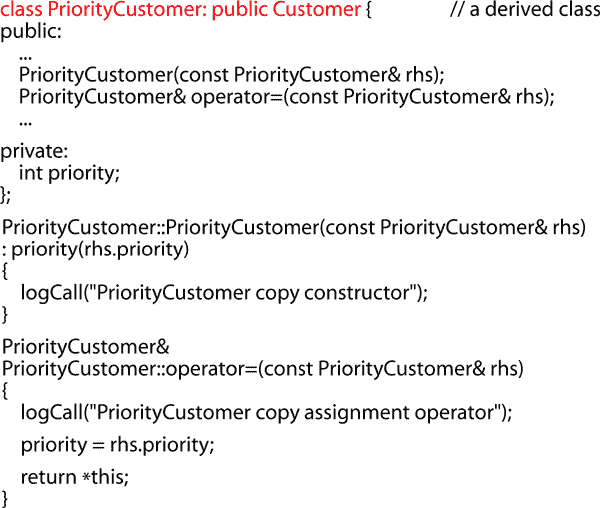 class PriorityCustomer: public Customer { // a derived class
public:
...
PriorityCustomer(const PriorityCustomer& rhs);
PriorityCustomer& operator=(const PriorityCustomer& rhs);
...
private:
int priority;
};
PriorityCustomer::PriorityCustomer(const PriorityCustomer& rhs)
: priority(rhs.priority)
{
logCall("PriorityCustomer copy constructor");
}
PriorityCustomer&
PriorityCustomer::operator=(const PriorityCustomer& rhs)
{
logCall("PriorityCustomer copy assignment operator");
priority = rhs.priority;
return *this;
}